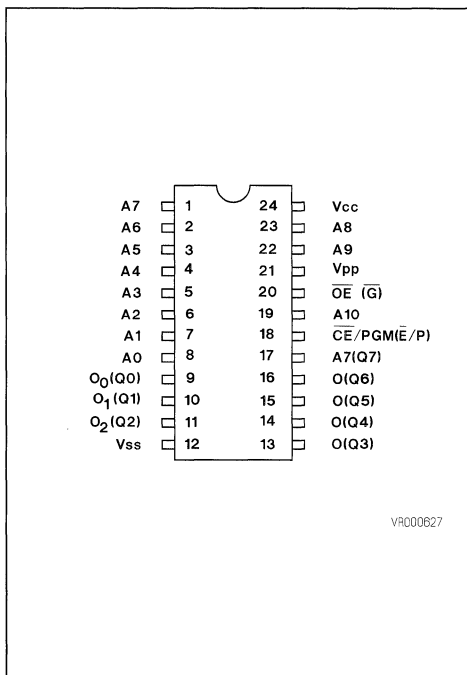 A7 1 24 Vcc
A6 2 23 A8
A5 3 22 A9
A4 4 21 Vpp
A3 5 20 O̅E̅ (G̅)
A2 6 19 A10
A1 7 18 C̅E̅/PGM(E̅/P)
A0 8 17 A7(Q7)
O₀(Q0) 9 16 O(Q6)
O₁(Q1) 10 15 O(Q5)
O₂(Q2) 11 14 O(Q4)
Vss 12 13 O(Q3)
VR000627